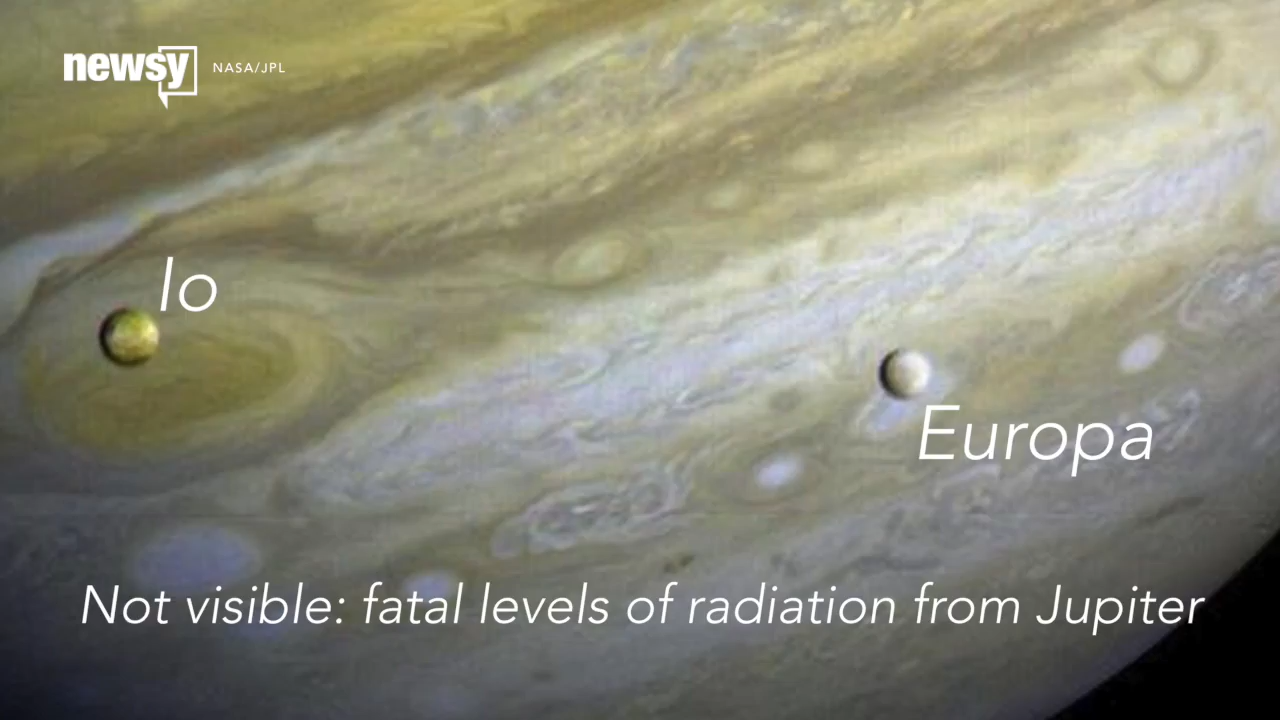 newsy NASA/JPL
Io
Europa
Not visible: fatal levels of radiation from Jupiter